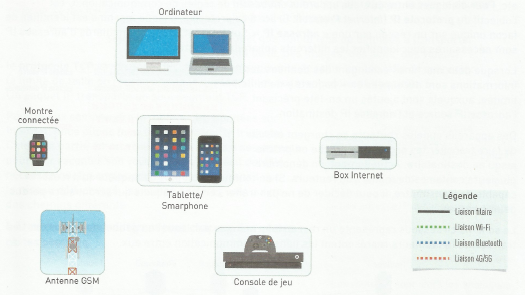 Ordinateur
Montre
connectée
Tablette/
Smarphone
Box Internet
Antenne GSM
Console de jeu
Légende
Liaison filaire
Liaison Wi-Fi
Liaison Bluetooth
Liaison 4G/5G